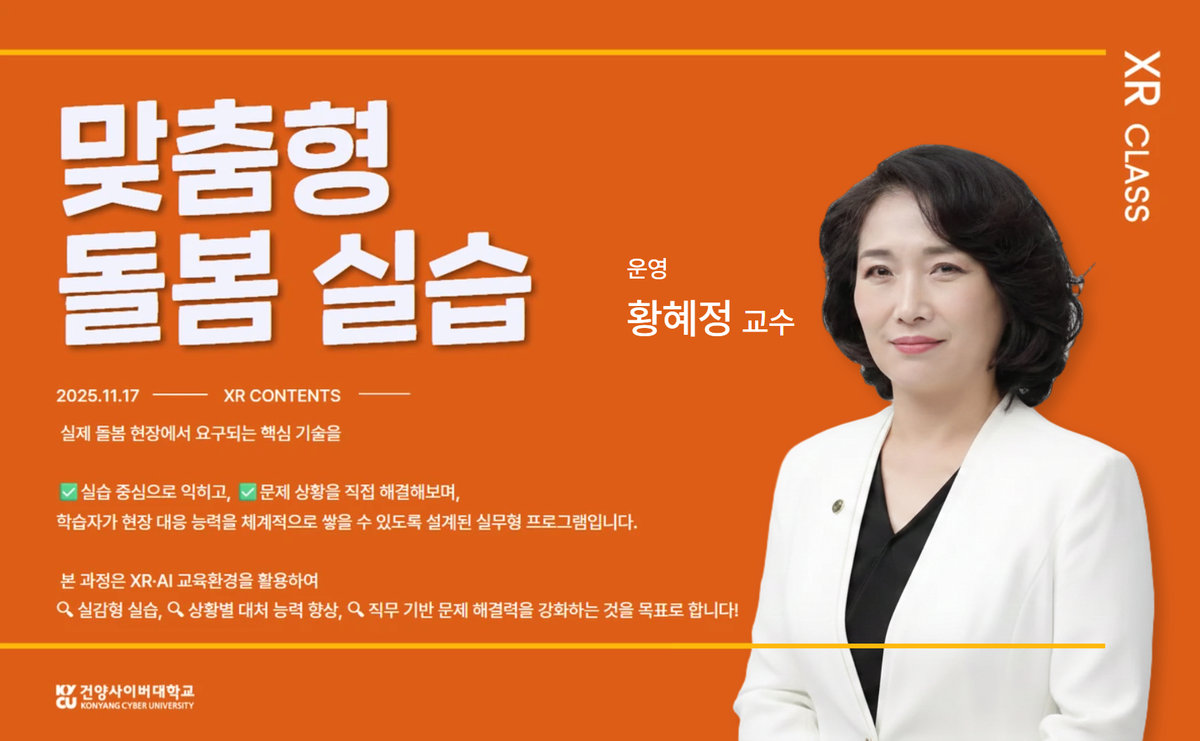 XR CLASS
맞춤형
돌봄 실습
운영
황혜정 교수
2025.11.17 XR CONTENTS
실제 돌봄 현장에서 요구되는 핵심 기술을
✅ 실습 중심으로 익히고, ✅ 문제 상황을 직접 해결해보며,
학습자가 현장 대응 능력을 체계적으로 쌓을 수 있도록 설계된 실무형 프로그램입니다.
본 과정은 XR·AI 교육환경을 활용하여
🔍 실감형 실습, 🔍 상황별 대처 능력 향상, 🔍 직무 기반 문제 해결력을 강화하는 것을 목표로 합니다!
KYCU 건양사이버대학교
KONYANG CYBER UNIVERSITY